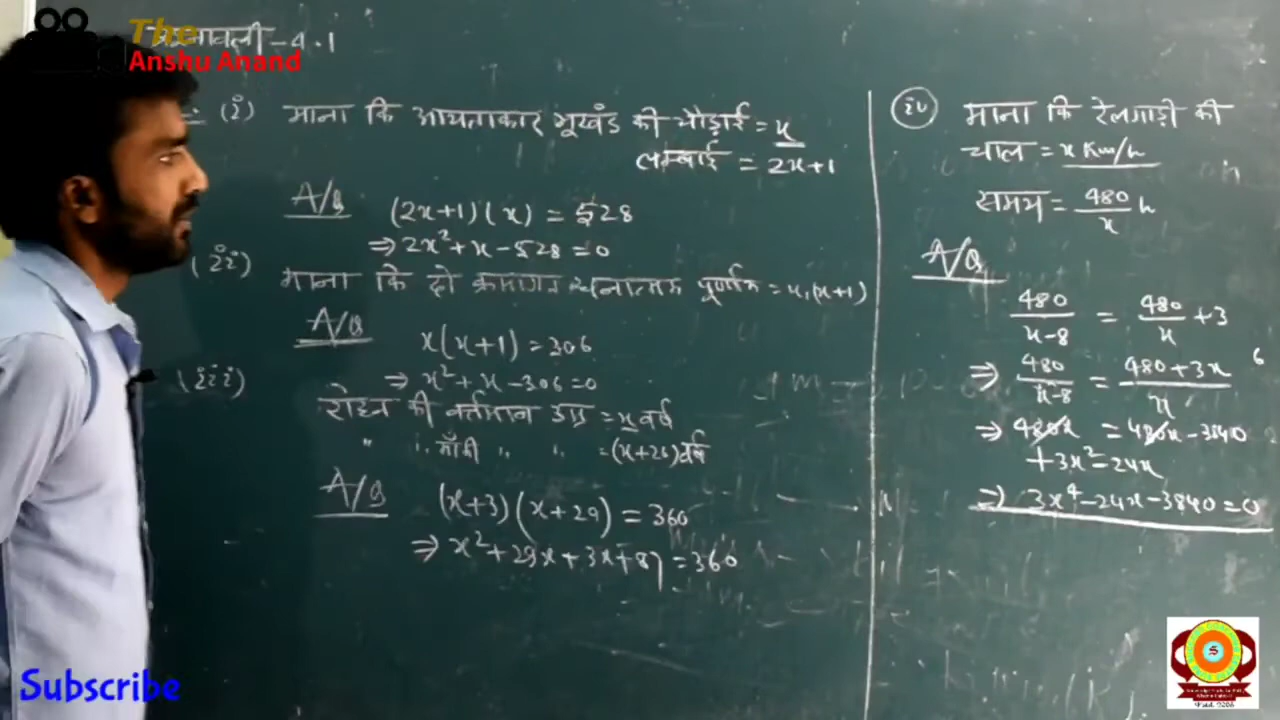 The
Anshu Anand
प्रश्नावली-4.1
(i) माना कि आयताकार भूखंड की चौड़ाई = x
लम्बाई = 2x+1
A/Q (2x+1)(x) = 528
⇒2x²+x-528=0
(ii) माना कि दो क्रमागत धनात्मक पूर्णांक = x,(x+1)
A/Q x(x+1)=306
⇒ x²+x-306=0
(iii) रोहन की वर्तमान उम्र = x वर्ष
" " माँ की " " =(x+26)वर्ष
A/Q (x+3)(x+29)=360
⇒ x²+29x+3x+87=360
(iv) माना कि रेलगाड़ी की
चाल = x Km/h
समय = 480/x h
A/Q
480/x-8 = 480/x +3
⇒ 480/x-8 = 480+3x/x
⇒ 480x = 480x-3840
+3x²-24x
⇒ 3x⁴-24x-3840=0
Subscribe
S